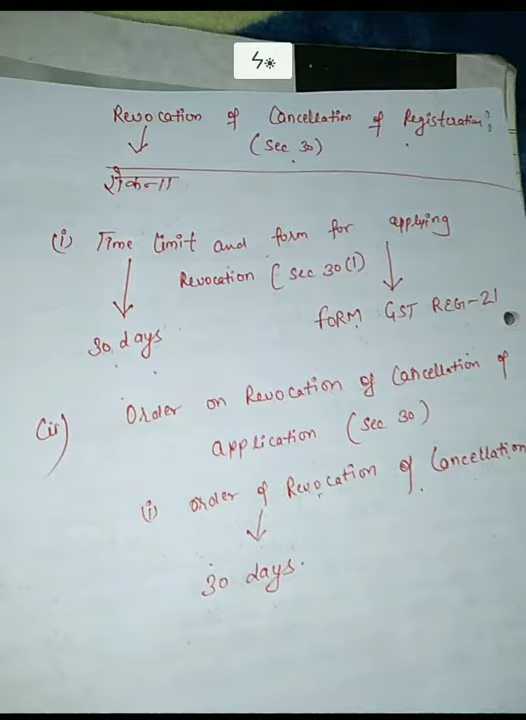 Revocation of Cancellation of Registration:
(Sec 30)
रोकना
(i) Time limit and form for applying
Revocation (Sec 30(1)
30 days
FORM GST REG-21
(ii) Order on Revocation of Cancellation of
application (Sec 30)
(i) order of Revocation of Cancellation
30 days.